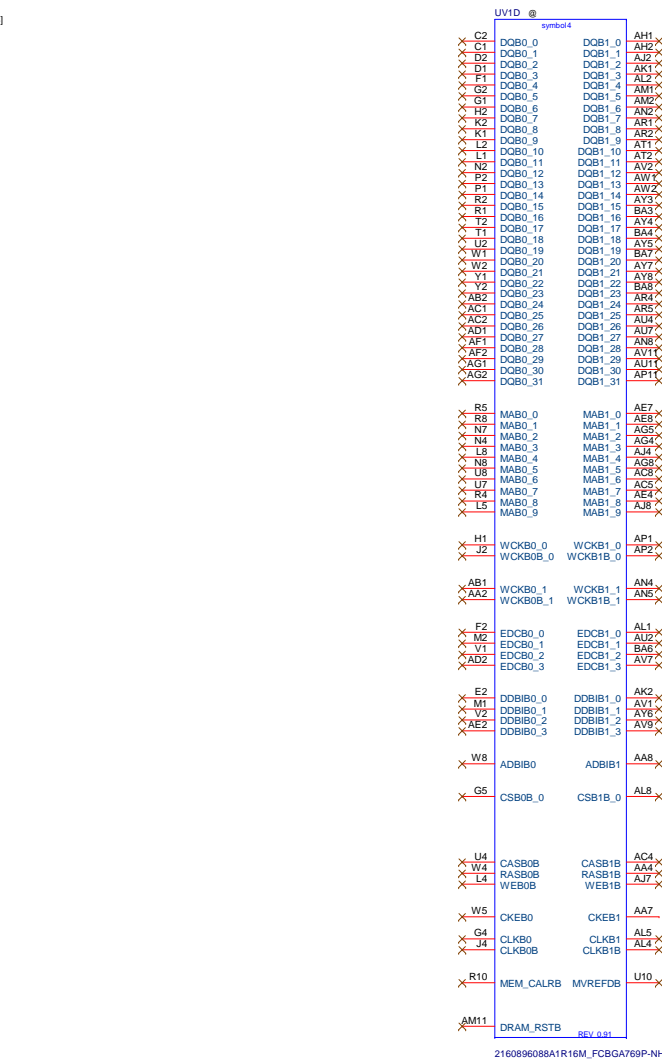 ]
UV1D @
symbol4
C2 DQB0_0 DQB1_0 AH1
C1 DQB0_1 DQB1_1 AH2
D2 DQB0_2 DQB1_2 AJ2
D1 DQB0_3 DQB1_3 AK1
F1 DQB0_4 DQB1_4 AL2
G2 DQB0_5 DQB1_5 AM1
G1 DQB0_6 DQB1_6 AM2
H2 DQB0_7 DQB1_7 AN2
K2 DQB0_8 DQB1_8 AR1
K1 DQB0_9 DQB1_9 AR2
L2 DQB0_10 DQB1_10 AT1
L1 DQB0_11 DQB1_11 AT2
N2 DQB0_12 DQB1_12 AV2
P2 DQB0_13 DQB1_13 AW1
P1 DQB0_14 DQB1_14 AW2
R2 DQB0_15 DQB1_15 AY3
R1 DQB0_16 DQB1_16 BA3
T2 DQB0_17 DQB1_17 AY4
T1 DQB0_18 DQB1_18 BA4
U2 DQB0_19 DQB1_19 AY5
W1 DQB0_20 DQB1_20 BA7
W2 DQB0_21 DQB1_21 AY7
Y1 DQB0_22 DQB1_22 AY8
Y2 DQB0_23 DQB1_23 BA8
AB2 DQB0_24 DQB1_24 AR4
AC1 DQB0_25 DQB1_25 AR5
AC2 DQB0_26 DQB1_26 AU4
AD1 DQB0_27 DQB1_27 AU7
AF1 DQB0_28 DQB1_28 AN8
AF2 DQB0_29 DQB1_29 AV11
AG1 DQB0_30 DQB1_30 AU11
AG2 DQB0_31 DQB1_31 AP11
R5 MAB0_0 MAB1_0 AE7
R8 MAB0_1 MAB1_1 AE8
N7 MAB0_2 MAB1_2 AG5
N4 MAB0_3 MAB1_3 AG4
L8 MAB0_4 MAB1_4 AJ4
N8 MAB0_5 MAB1_5 AG8
U8 MAB0_6 MAB1_6 AC8
U7 MAB0_7 MAB1_7 AC5
R4 MAB0_8 MAB1_8 AE4
L5 MAB0_9 MAB1_9 AJ8
H1 WCKB0_0 WCKB1_0 AP1
J2 WCKB0B_0 WCKB1B_0 AP2
AB1 WCKB0_1 WCKB1_1 AN4
AA2 WCKB0B_1 WCKB1B_1 AN5
F2 EDCB0_0 EDCB1_0 AL1
M2 EDCB0_1 EDCB1_1 AU2
V1 EDCB0_2 EDCB1_2 BA6
AD2 EDCB0_3 EDCB1_3 AV7
E2 DDBIB0_0 DDBIB1_0 AK2
M1 DDBIB0_1 DDBIB1_1 AV1
V2 DDBIB0_2 DDBIB1_2 AY6
AE2 DDBIB0_3 DDBIB1_3 AV9
W8 ADBIB0 ADBIB1 AA8
G5 CSB0B_0 CSB1B_0 AL8
U4 CASB0B CASB1B AC4
W4 RASB0B RASB1B AA4
L4 WEB0B WEB1B AJ7
W5 CKEB0 CKEB1 AA7
G4 CLKB0 CLKB1 AL5
J4 CLKB0B CLKB1B AL4
R10 MEM_CALRB MVREFDB U10
AM11 DRAM_RSTB
REV 0.91
2160896088A1R16M_FCBGA769P-NH